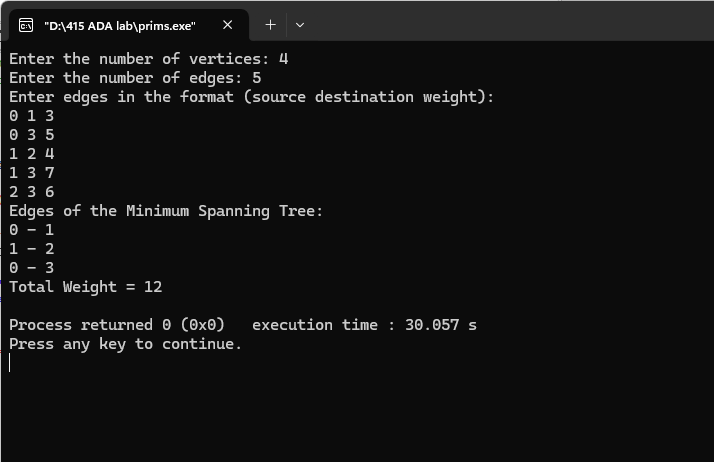 "D:\415 ADA lab\prims.exe"
Enter the number of vertices: 4
Enter the number of edges: 5
Enter edges in the format (source destination weight):
0 1 3
0 3 5
1 2 4
1 3 7
2 3 6
Edges of the Minimum Spanning Tree:
0 - 1
1 - 2
0 - 3
Total Weight = 12
Process returned 0 (0x0)   execution time : 30.057 s
Press any key to continue.